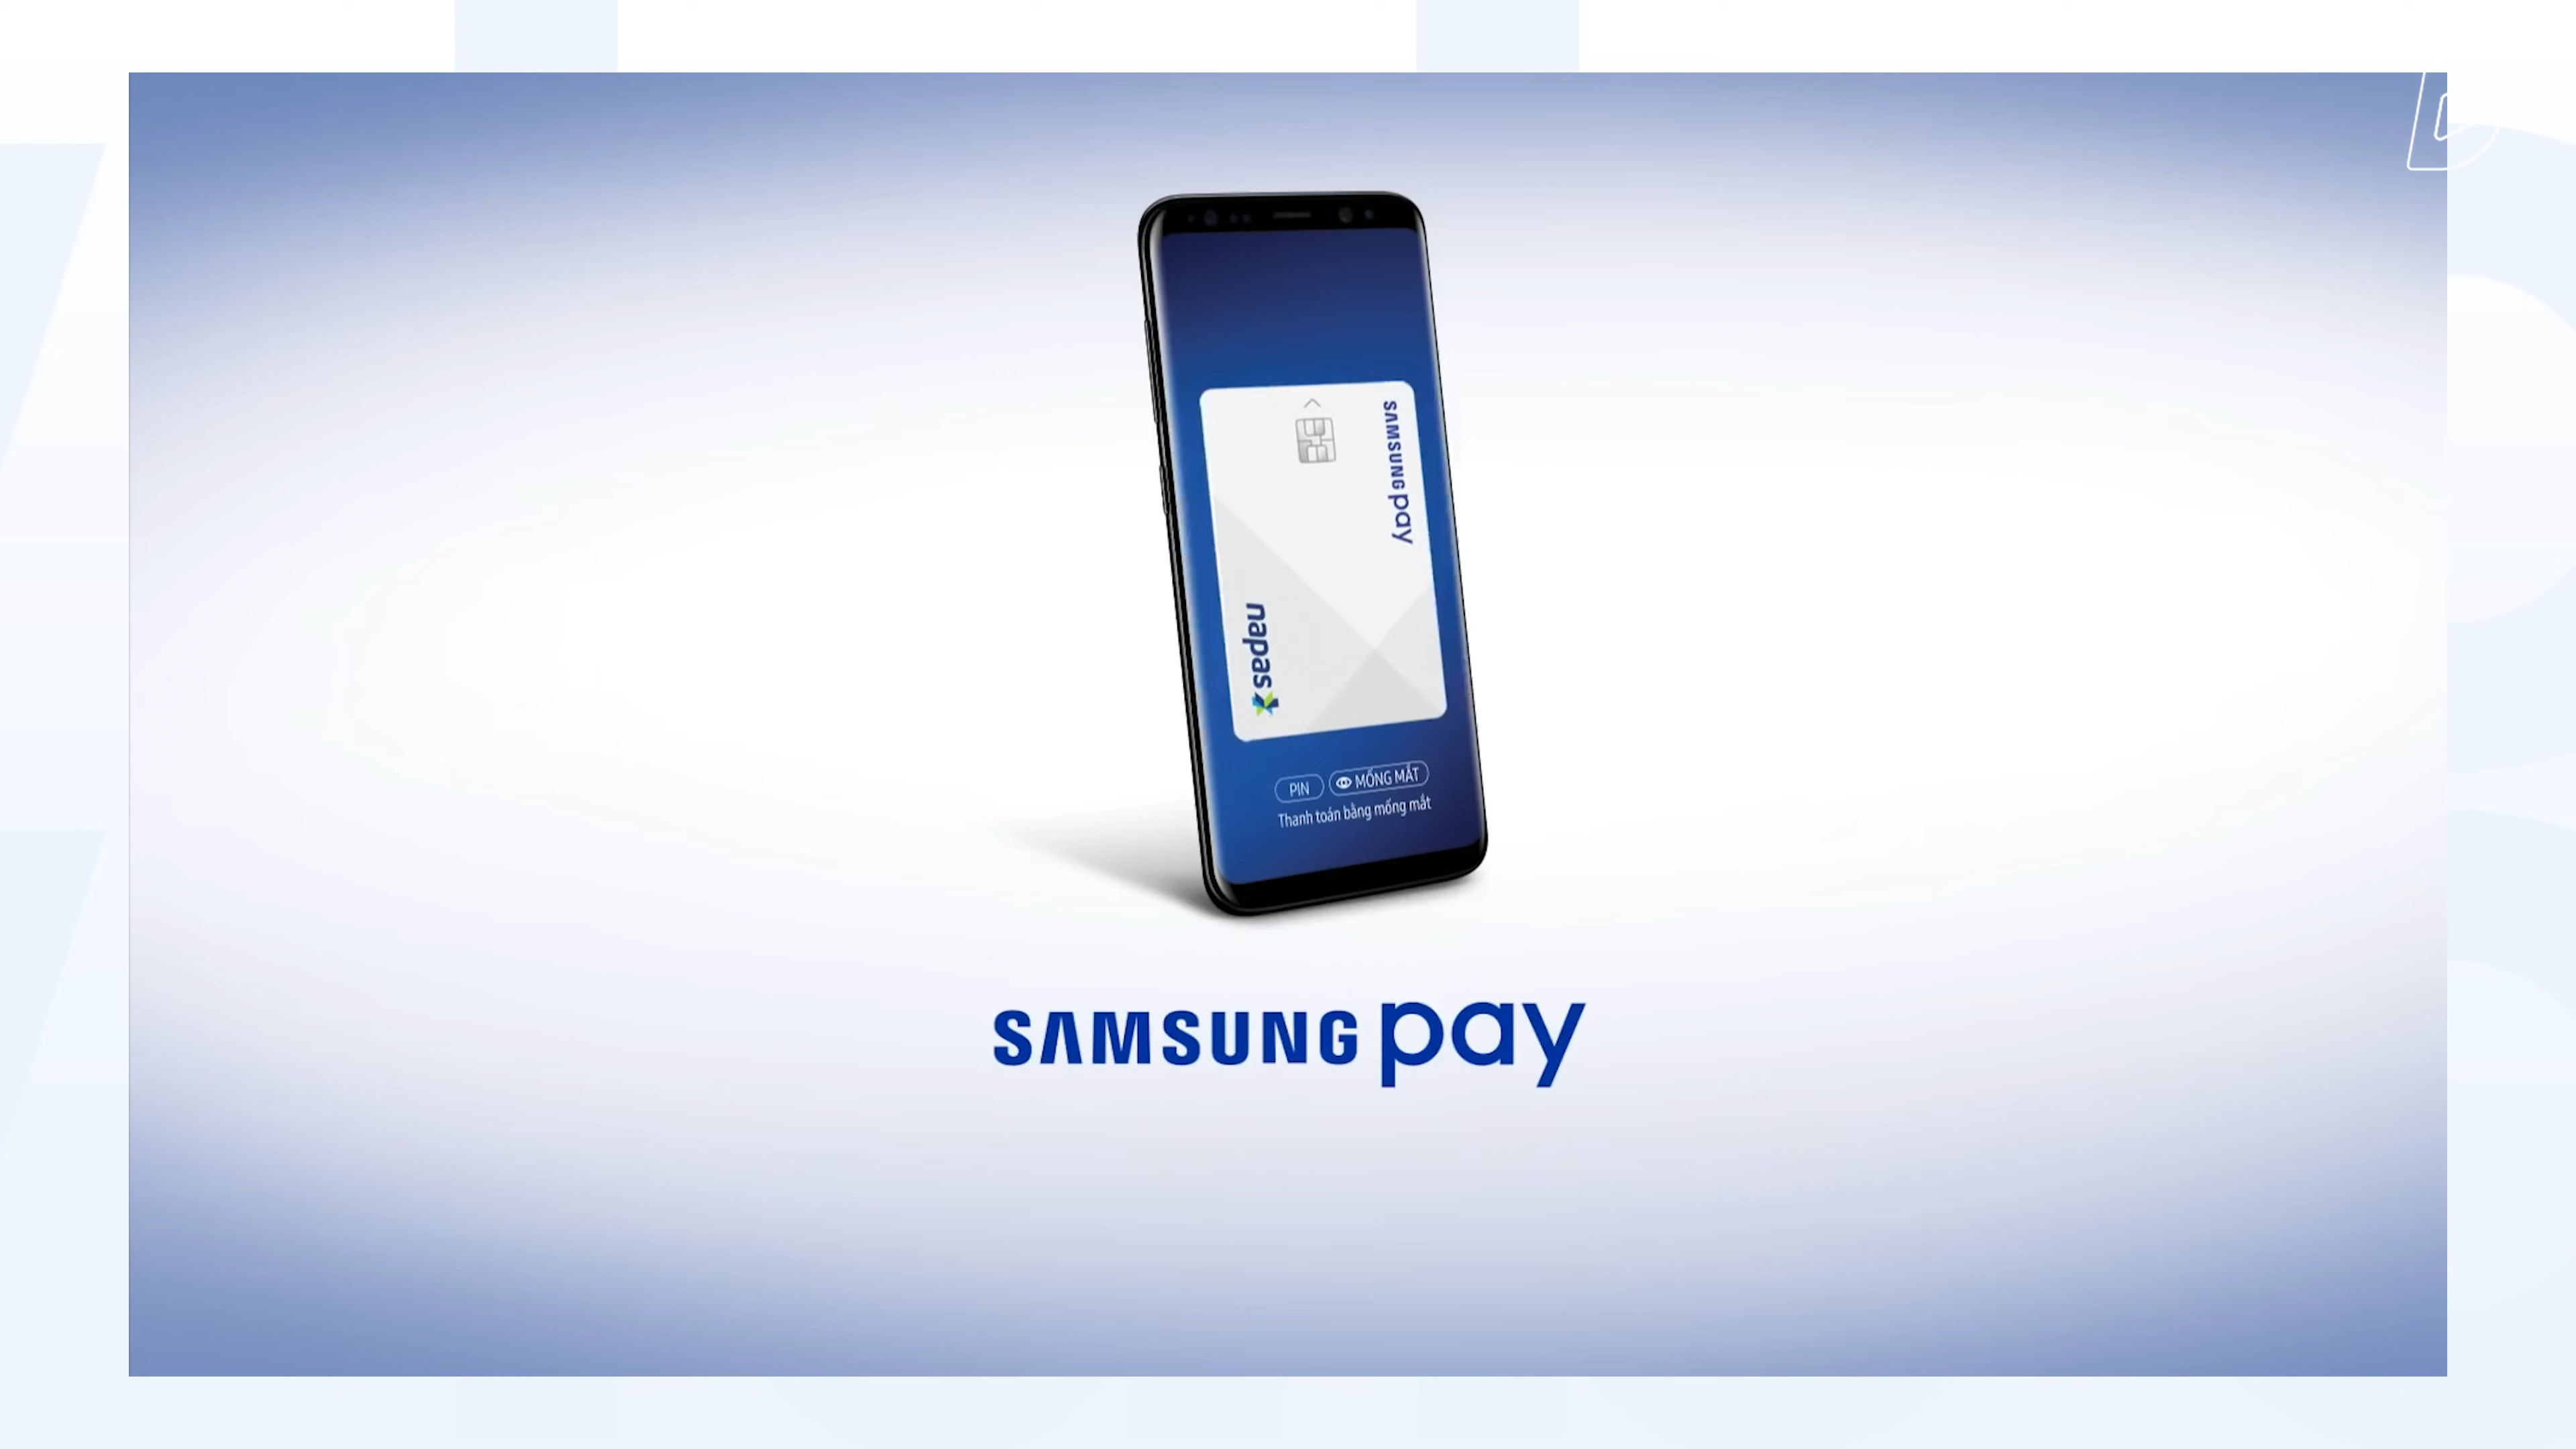 SAMSUNG pay
napas
PIN MỐNG MẮT
Thanh toán bằng mống mắt
SAMSUNG pay